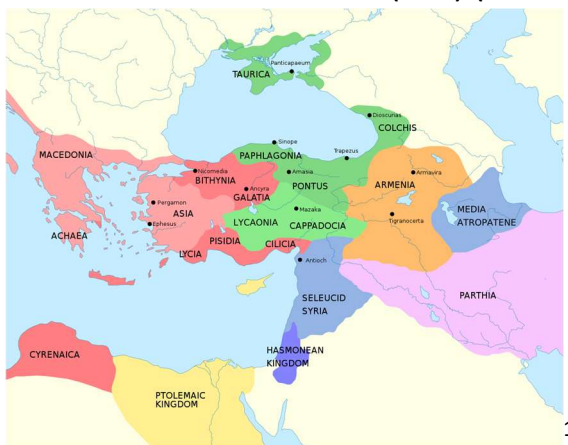 Panticapaeum
TAURICA
Dioscurias
COLCHIS
Sinope
PAPHLAGONIA
Trapezus
MACEDONIA
Nicomedia
BITHYNIA
Amasia
PONTUS
ARMENIA
Armavira
Ancyra
GALATIA
Pergamon
ASIA
Mazaka
LYCAONIA
CAPPADOCIA
Tigranocerta
MEDIA
ATROPATENE
Ephesus
ACHAEA
PISIDIA
CILICIA
LYCIA
Antioch
SELEUCID
SYRIA
PARTHIA
CYRENAICA
HASMONEAN
KINGDOM
PTOLEMAIC
KINGDOM